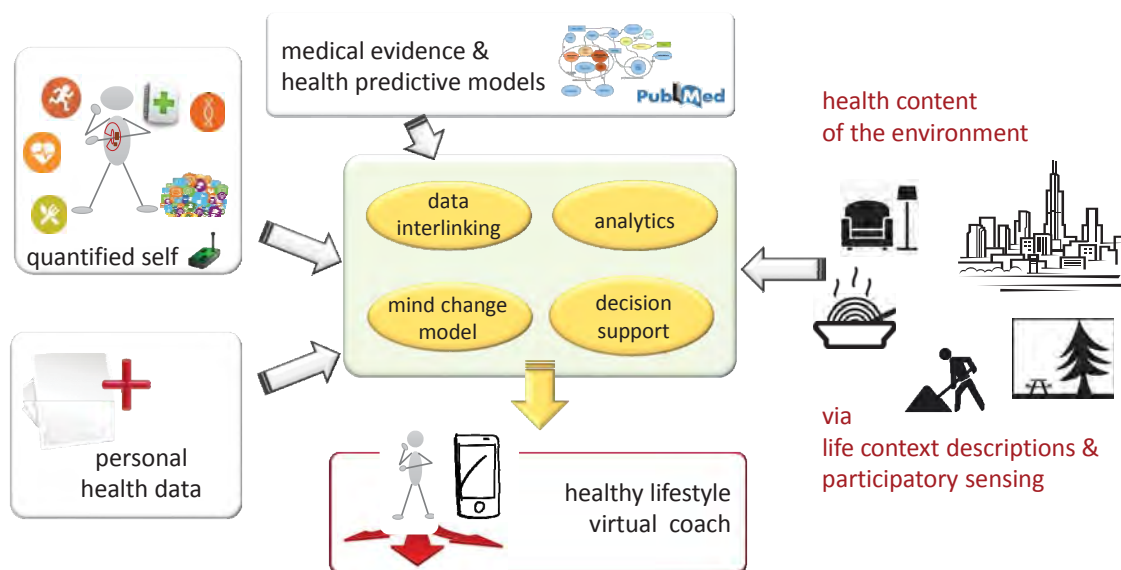 medical evidence &
health predictive models
PubMed
quantified self
data
interlinking
analytics
mind change
model
decision
support
health content
of the environment
personal
health data
healthy lifestyle
virtual coach
via
life context descriptions &
participatory sensing